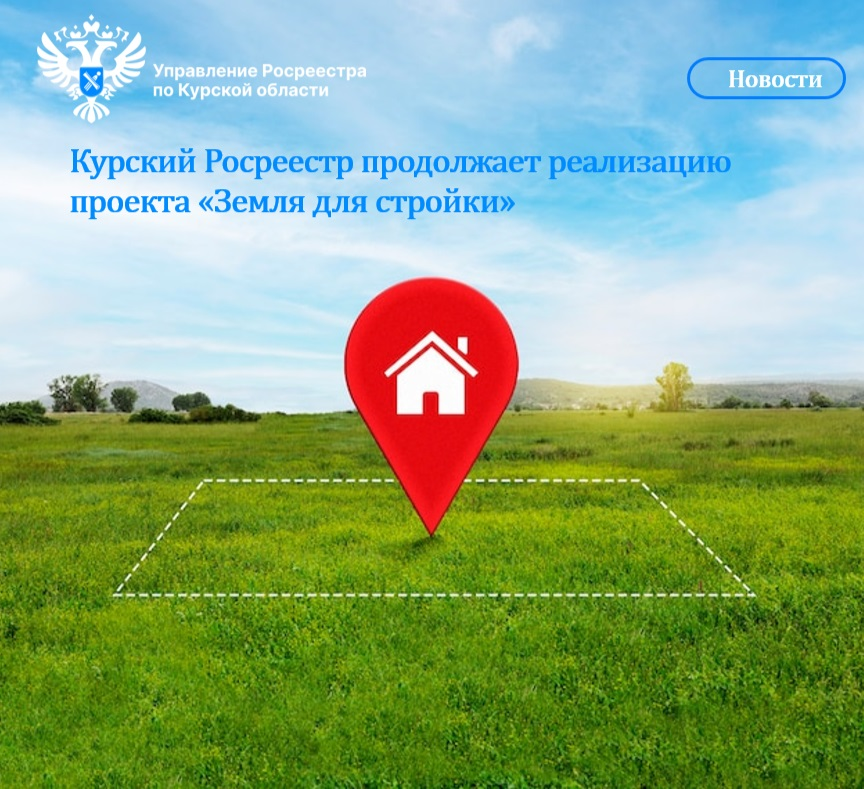 Управление Росреестра
по Курской области
Новости
Курский Росреестр продолжает реализацию
проекта «Земля для стройки»